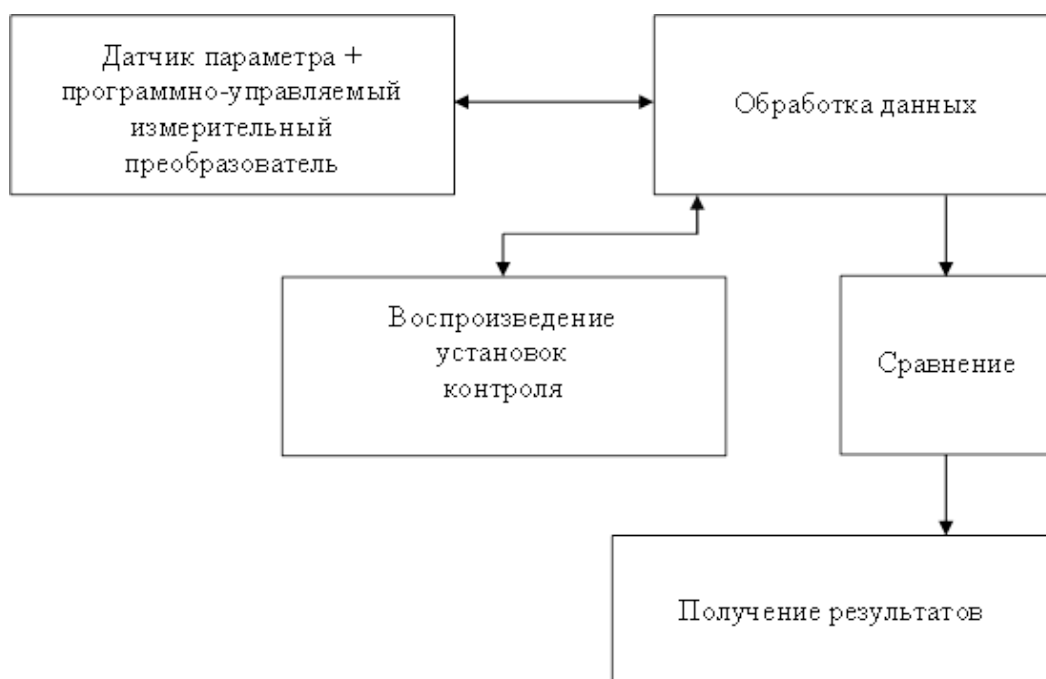 Датчик параметра +
программно-управляемый
измерительный
преобразователь
Обработка данных
Воспроизведение
установок
контроля
Сравнение
Получение результатов